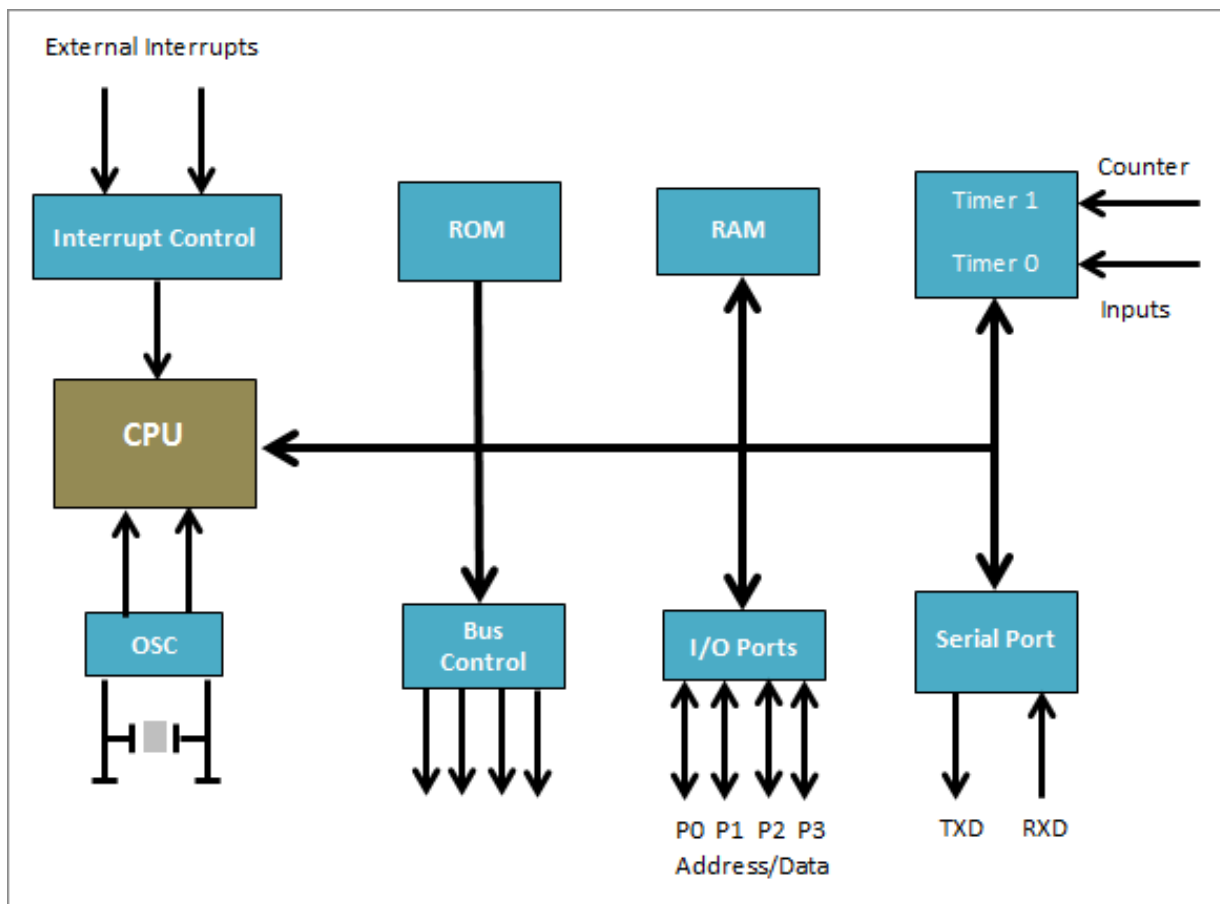 External Interrupts
Counter
Timer 1
Interrupt Control
ROM
RAM
Timer 0
Inputs
CPU
OSC
Bus
Control
I/O Ports
Serial Port
P0 P1 P2 P3
TXD
RXD
Address/Data